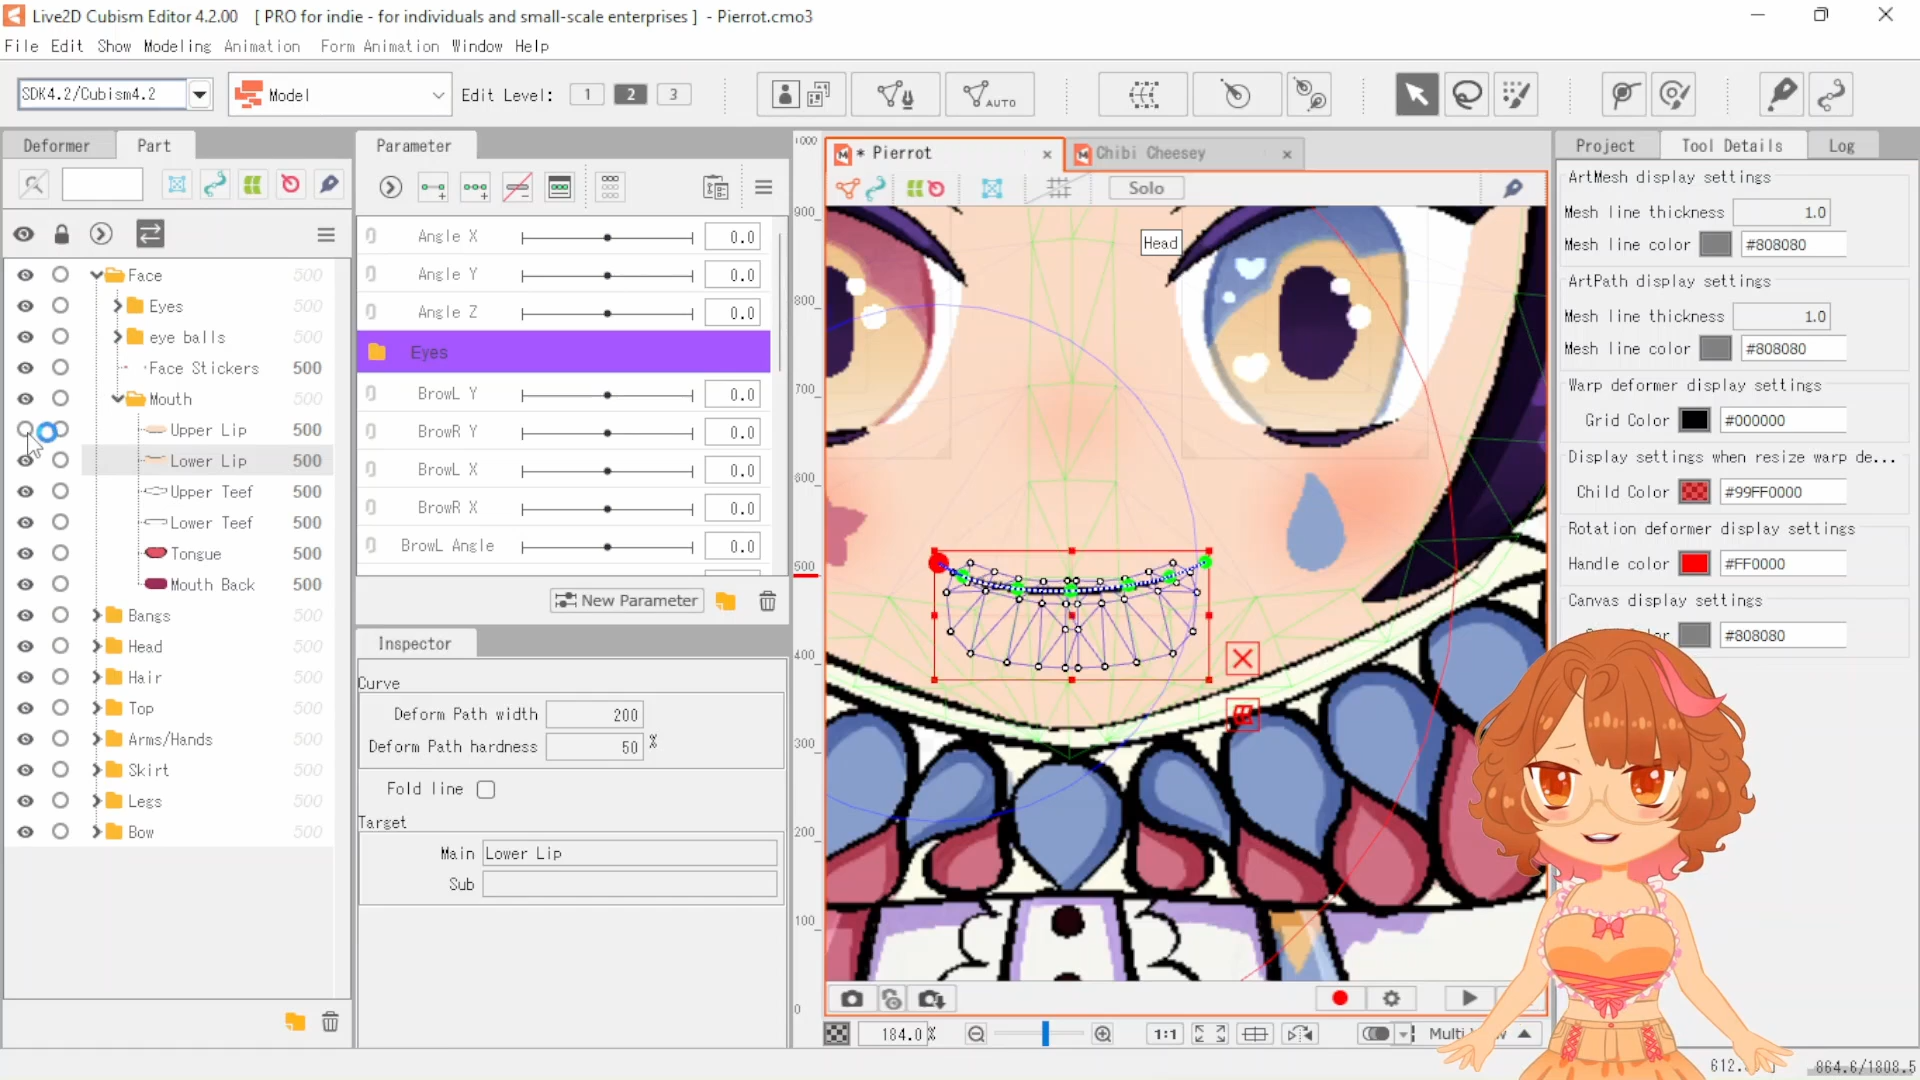 Live2D Cubism Editor 4.2.00 [ PRO for indie - for individuals and small-scale enterprises ] - Pierrot.cmo3
File Edit Show Modeling Animation Form Animation Window Help
SDK4.2/Cubism4.2 Model Edit Level: 1 2 3 AUTO
Deformer Part
Face 500
Eyes 500
eye balls 500
Face Stickers 500
Mouth 500
Upper Lip 500
Lower Lip 500
Upper Teef 500
Lower Teef 500
Tongue 500
Mouth Back 500
Bangs 500
Head 500
Hair 500
Top 500
Arms/Hands 500
Skirt 500
Legs 500
Bow 500
Parameter
Angle X 0.0
Angle Y 0.0
Angle Z 0.0
Eyes
BrowL Y 0.0
BrowR Y 0.0
BrowL X 0.0
BrowR X 0.0
BrowL Angle 0.0
New Parameter
Inspector
Curve
Deform Path width 200
Deform Path hardness 50 %
Fold line
Target
Main Lower Lip
Sub
* Pierrot
Chibi Cheesey
Solo
1000
900
800
700
600
500
400
300
200
100
0
Head
184.0 %
1:1
Project Tool Details Log
ArtMesh display settings
Mesh line thickness 1.0
Mesh line color #808080
ArtPath display settings
Mesh line thickness 1.0
Mesh line color #808080
Warp deformer display settings
Grid Color #000000
Display settings when resize warp de...
Child Color #99FF0000
Rotation deformer display settings
Handle color #FF0000
Canvas display settings
#808080
864.6/1808.5